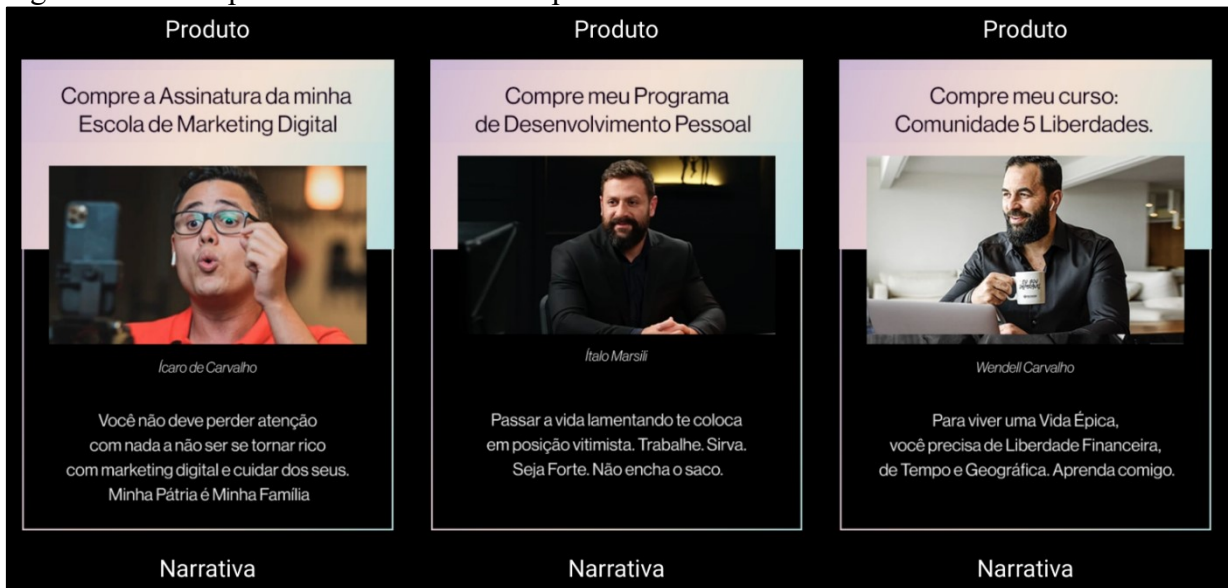 Produto
Compre a Assinatura da minha
Escola de Marketing Digital
Ícaro de Carvalho
Você não deve perder atenção
com nada a não ser se tornar rico
com marketing digital e cuidar dos seus.
Minha Pátria é Minha Família
Narrativa
Produto
Compre meu Programa
de Desenvolvimento Pessoal
Ítalo Marsili
Passar a vida lamentando te coloca
em posição vitimista. Trabalhe. Sirva.
Seja Forte. Não encha o saco.
Narrativa
Produto
Compre meu curso:
Comunidade 5 Liberdades.
Wendell Carvalho
Para viver uma Vida Épica,
você precisa de Liberdade Financeira,
de Tempo e Geográfica. Aprenda comigo.
Narrativa